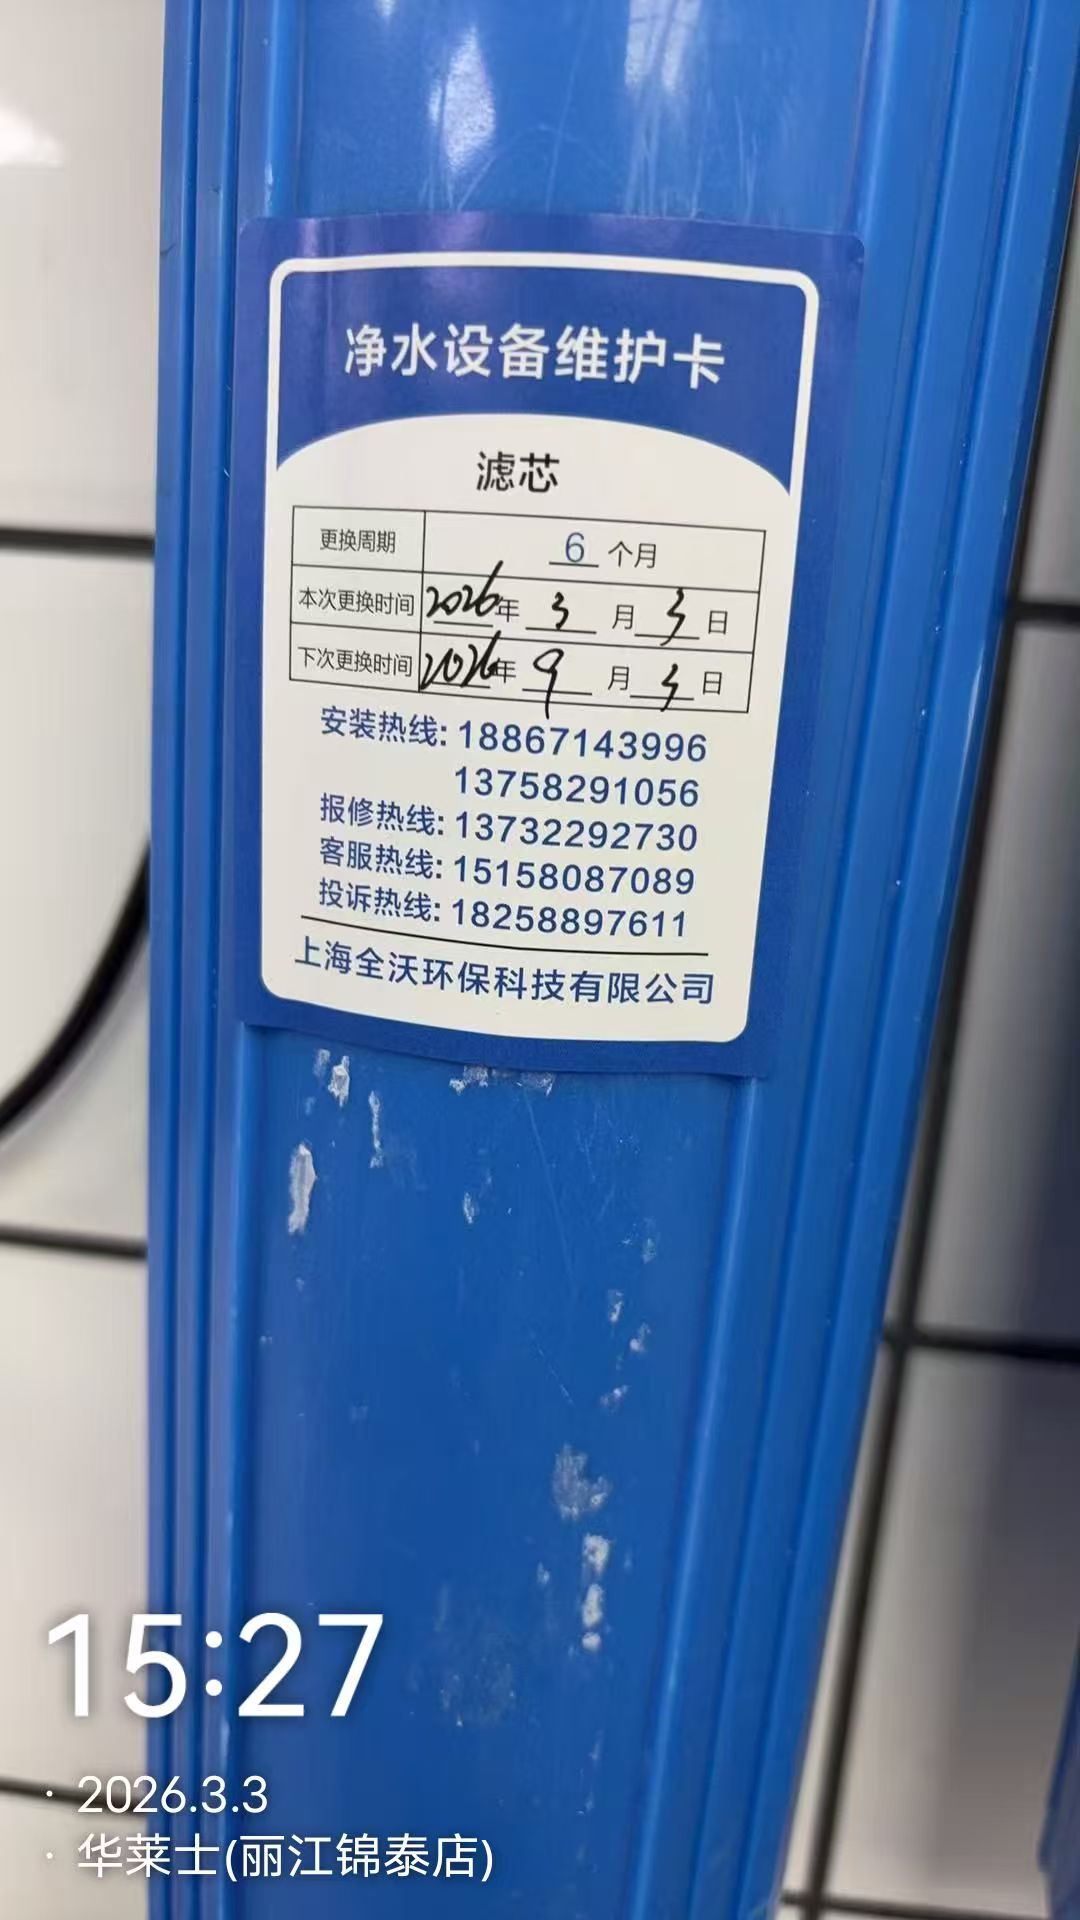 净水设备维护卡
滤芯
更换周期 6 个月
本次更换时间 2026年 3 月 3 日
下次更换时间 2026年 9 月 3 日
安装热线: 18867143996
13758291056
报修热线: 13732292730
客服热线: 15158087089
投诉热线: 18258897611
上海全沃环保科技有限公司
15:27
· 2026.3.3
· 华莱士(丽江锦泰店)